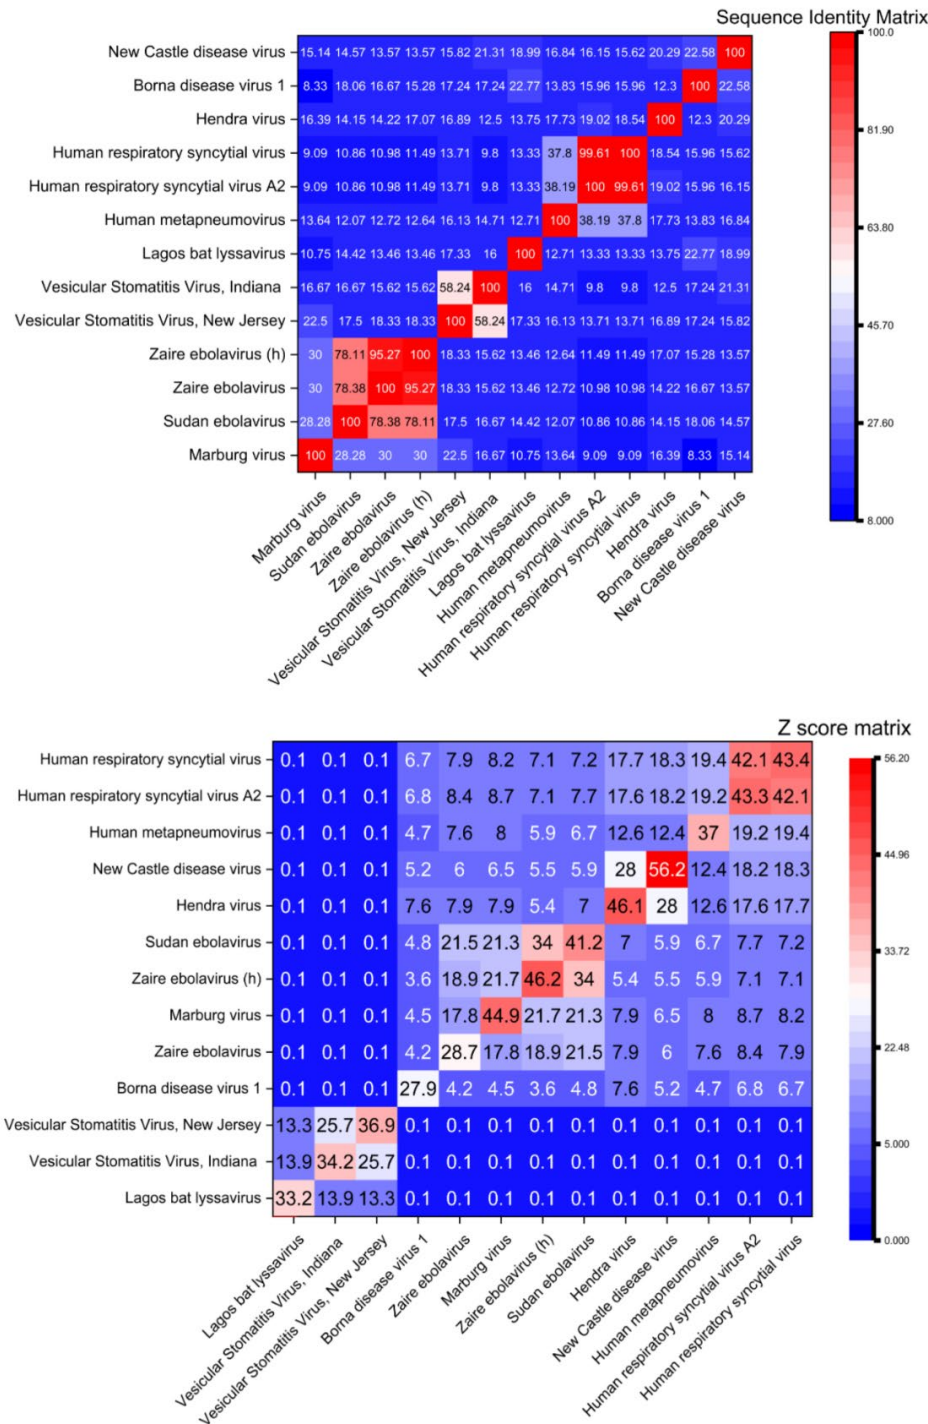 Sequence Identity Matrix
New Castle disease virus 15.14 14.57 13.57 13.57 15.82 21.31 18.99 16.84 16.15 15.62 20.29 22.58 100
Borna disease virus 1 8.33 18.06 16.67 15.28 17.24 17.24 22.77 13.83 15.96 15.96 12.3 100 22.58
Hendra virus 16.39 14.15 14.22 17.07 16.89 12.5 13.75 17.73 19.02 18.54 100 12.3 20.29
Human respiratory syncytial virus 9.09 10.86 10.98 11.49 13.71 9.8 13.33 37.8 99.61 100 18.54 15.96 15.62
Human respiratory syncytial virus A2 9.09 10.86 10.98 11.49 13.71 9.8 13.33 38.19 100 99.61 19.02 15.96 16.15
Human metapneumovirus 13.64 12.07 12.72 12.64 16.13 14.71 12.71 100 38.19 37.8 17.73 13.83 16.84
Lagos bat lyssavirus 10.75 14.42 13.46 13.46 17.33 16 100 12.71 13.33 13.33 13.75 22.77 18.99
Vesicular Stomatitis Virus, Indiana 16.67 16.67 15.62 15.62 58.24 100 16 14.71 9.8 9.8 12.5 17.24 21.31
Vesicular Stomatitis Virus, New Jersey 22.5 17.5 18.33 18.33 100 58.24 17.33 16.13 13.71 13.71 16.89 17.24 15.82
Zaire ebolavirus (h) 30 78.11 95.27 100 18.33 15.62 13.46 12.64 11.49 11.49 17.07 15.28 13.57
Zaire ebolavirus 30 78.38 100 95.27 18.33 15.62 13.46 12.72 10.98 10.98 14.22 16.67 13.57
Sudan ebolavirus 28.28 100 78.38 78.11 17.5 16.67 14.42 12.07 10.86 10.86 14.15 18.06 14.57
Marburg virus 100 28.28 30 30 22.5 16.67 10.75 13.64 9.09 9.09 16.39 8.33 15.14
Marburg virus
Sudan ebolavirus
Zaire ebolavirus
Zaire ebolavirus (h)
Vesicular Stomatitis Virus, New Jersey
Vesicular Stomatitis Virus, Indiana
Lagos bat lyssavirus
Human metapneumovirus
Human respiratory syncytial virus A2
Human respiratory syncytial virus
Hendra virus
Borna disease virus 1
New Castle disease virus
100.0
81.90
63.80
45.70
27.60
8.000
Z score matrix
Human respiratory syncytial virus 0.1 0.1 0.1 6.7 7.9 8.2 7.1 7.2 17.7 18.3 19.4 42.1 43.4
Human respiratory syncytial virus A2 0.1 0.1 0.1 6.8 8.4 8.7 7.1 7.7 17.6 18.2 19.2 43.3 42.1
Human metapneumovirus 0.1 0.1 0.1 4.7 7.6 8 5.9 6.7 12.6 12.4 37 19.2 19.4
New Castle disease virus 0.1 0.1 0.1 5.2 6 6.5 5.5 5.9 28 56.2 12.4 18.2 18.3
Hendra virus 0.1 0.1 0.1 7.6 7.9 7.9 5.4 7 46.1 28 12.6 17.6 17.7
Sudan ebolavirus 0.1 0.1 0.1 4.8 21.5 21.3 34 41.2 7 5.9 6.7 7.7 7.2
Zaire ebolavirus (h) 0.1 0.1 0.1 3.6 18.9 21.7 46.2 34 5.4 5.5 5.9 7.1 7.1
Marburg virus 0.1 0.1 0.1 4.5 17.8 44.9 21.7 21.3 7.9 6.5 8 8.7 8.2
Zaire ebolavirus 0.1 0.1 0.1 4.2 28.7 17.8 18.9 21.5 7.9 6 7.6 8.4 7.9
Borna disease virus 1 0.1 0.1 0.1 27.9 4.2 4.5 3.6 4.8 7.6 5.2 4.7 6.8 6.7
Vesicular Stomatitis Virus, New Jersey 13.3 25.7 36.9 0.1 0.1 0.1 0.1 0.1 0.1 0.1 0.1 0.1 0.1
Vesicular Stomatitis Virus, Indiana 13.9 34.2 25.7 0.1 0.1 0.1 0.1 0.1 0.1 0.1 0.1 0.1 0.1
Lagos bat lyssavirus 33.2 13.9 13.3 0.1 0.1 0.1 0.1 0.1 0.1 0.1 0.1 0.1 0.1
Lagos bat lyssavirus
Vesicular Stomatitis Virus, Indiana
Vesicular Stomatitis Virus, New Jersey
Borna disease virus 1
Zaire ebolavirus
Marburg virus
Zaire ebolavirus (h)
Sudan ebolavirus
Hendra virus
New Castle disease virus
Human metapneumovirus
Human respiratory syncytial virus A2
Human respiratory syncytial virus
56.20
44.96
33.72
22.48
5.000
0.000